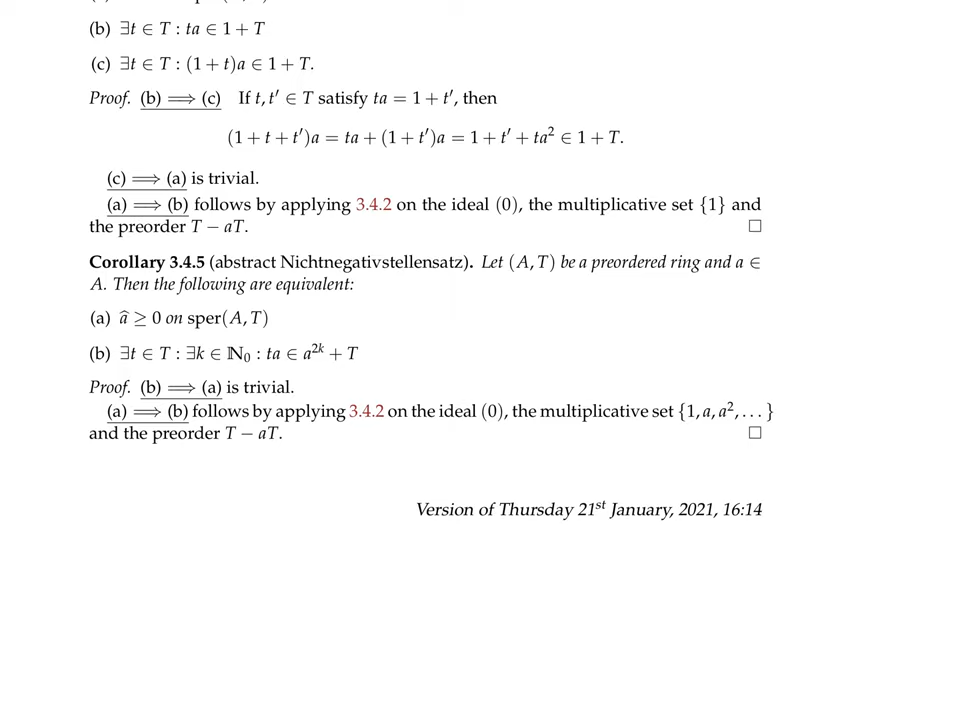 (b) ∃t ∈ T : ta ∈ 1 + T
(c) ∃t ∈ T : (1 + t)a ∈ 1 + T.
Proof. (b) ⟹ (c) If t, t′ ∈ T satisfy ta = 1 + t′, then
(1 + t + t′)a = ta + (1 + t′)a = 1 + t′ + ta² ∈ 1 + T.
(c) ⟹ (a) is trivial.
(a) ⟹ (b) follows by applying 3.4.2 on the ideal (0), the multiplicative set {1} and
the preorder T − aT. □
Corollary 3.4.5 (abstract Nichtnegativstellensatz). Let (A, T) be a preordered ring and a ∈
A. Then the following are equivalent:
(a) â ≥ 0 on sper(A, T)
(b) ∃t ∈ T : ∃k ∈ ℕ₀ : ta ∈ a²ᵏ + T
Proof. (b) ⟹ (a) is trivial.
(a) ⟹ (b) follows by applying 3.4.2 on the ideal (0), the multiplicative set {1, a, a², . . . }
and the preorder T − aT. □
Version of Thursday 21ˢᵗ January, 2021, 16:14